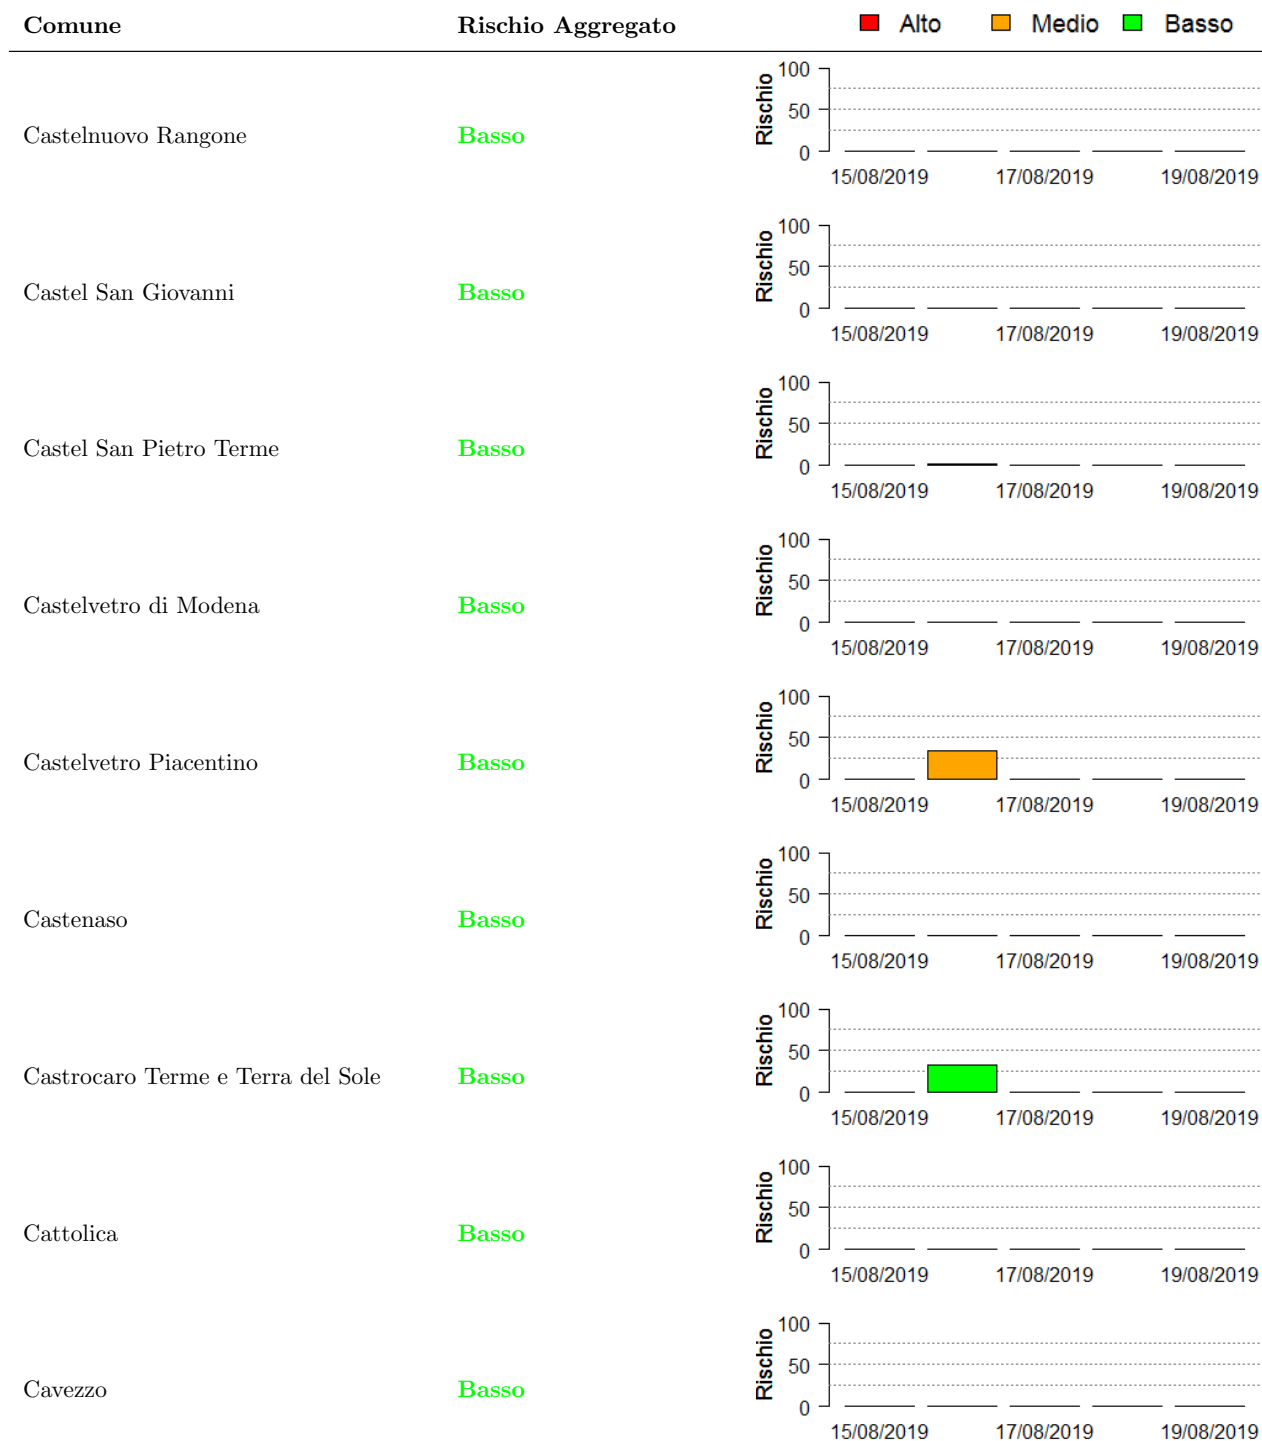 Comune Rischio Aggregato Alto Medio Basso
100
50
0
Rischio
Castelnuovo Rangone Basso
15/08/2019 17/08/2019 19/08/2019
100
50
0
Rischio
Castel San Giovanni Basso
15/08/2019 17/08/2019 19/08/2019
100
50
0
Rischio
Castel San Pietro Terme Basso
15/08/2019 17/08/2019 19/08/2019
100
50
0
Rischio
Castelvetro di Modena Basso
15/08/2019 17/08/2019 19/08/2019
100
50
0
Rischio
Castelvetro Piacentino Basso
15/08/2019 17/08/2019 19/08/2019
100
50
0
Rischio
Castenaso Basso
15/08/2019 17/08/2019 19/08/2019
100
50
0
Rischio
Castrocaro Terme e Terra del Sole Basso
15/08/2019 17/08/2019 19/08/2019
100
50
0
Rischio
Cattolica Basso
15/08/2019 17/08/2019 19/08/2019
100
50
0
Rischio
Cavezzo Basso
15/08/2019 17/08/2019 19/08/2019